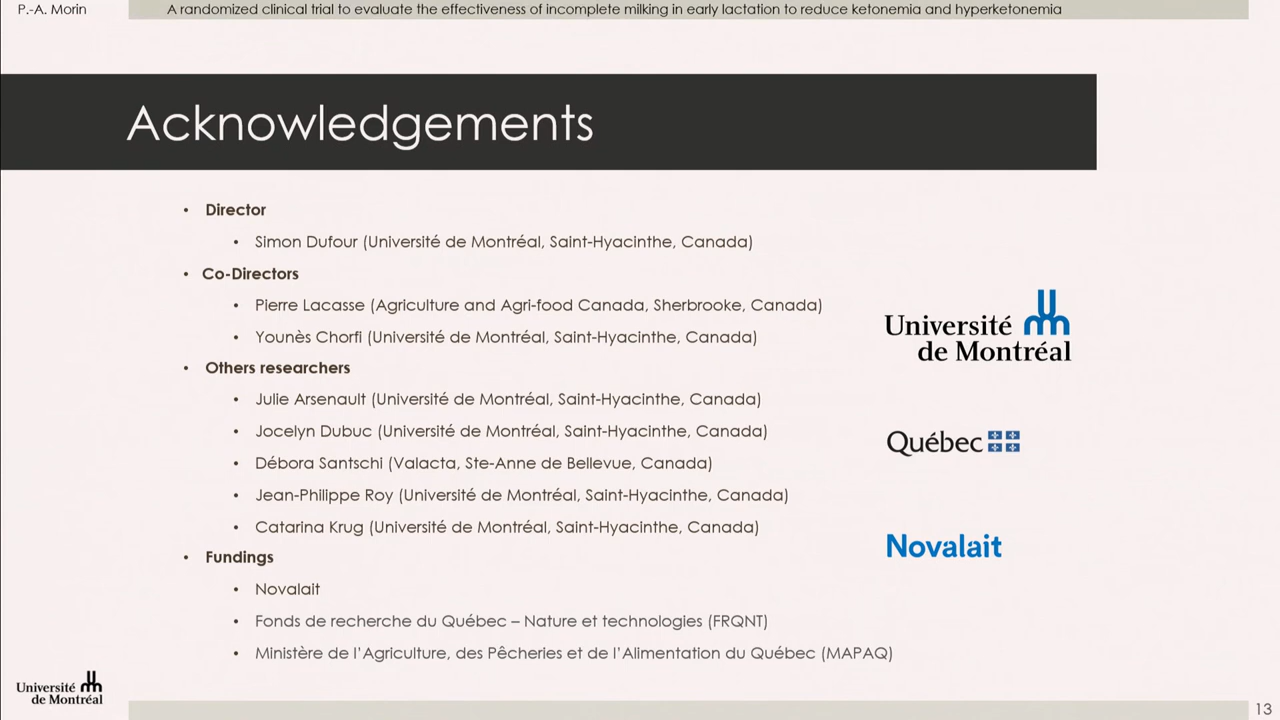 P.-A. Morin
A randomized clinical trial to evaluate the effectiveness of incomplete milking in early lactation to reduce ketonemia and hyperketonemia
Acknowledgements
• Director
• Simon Dufour (Université de Montréal, Saint-Hyacinthe, Canada)
• Co-Directors
• Pierre Lacasse (Agriculture and Agri-food Canada, Sherbrooke, Canada)
• Younès Chorfi (Université de Montréal, Saint-Hyacinthe, Canada)
• Others researchers
• Julie Arsenault (Université de Montréal, Saint-Hyacinthe, Canada)
• Jocelyn Dubuc (Université de Montréal, Saint-Hyacinthe, Canada)
• Débora Santschi (Valacta, Ste-Anne de Bellevue, Canada)
• Jean-Philippe Roy (Université de Montréal, Saint-Hyacinthe, Canada)
• Catarina Krug (Université de Montréal, Saint-Hyacinthe, Canada)
• Fundings
• Novalait
• Fonds de recherche du Québec – Nature et technologies (FRQNT)
• Ministère de l'Agriculture, des Pêcheries et de l'Alimentation du Québec (MAPAQ)
Université
de Montréal
Québec
Novalait
Université
de Montréal
13